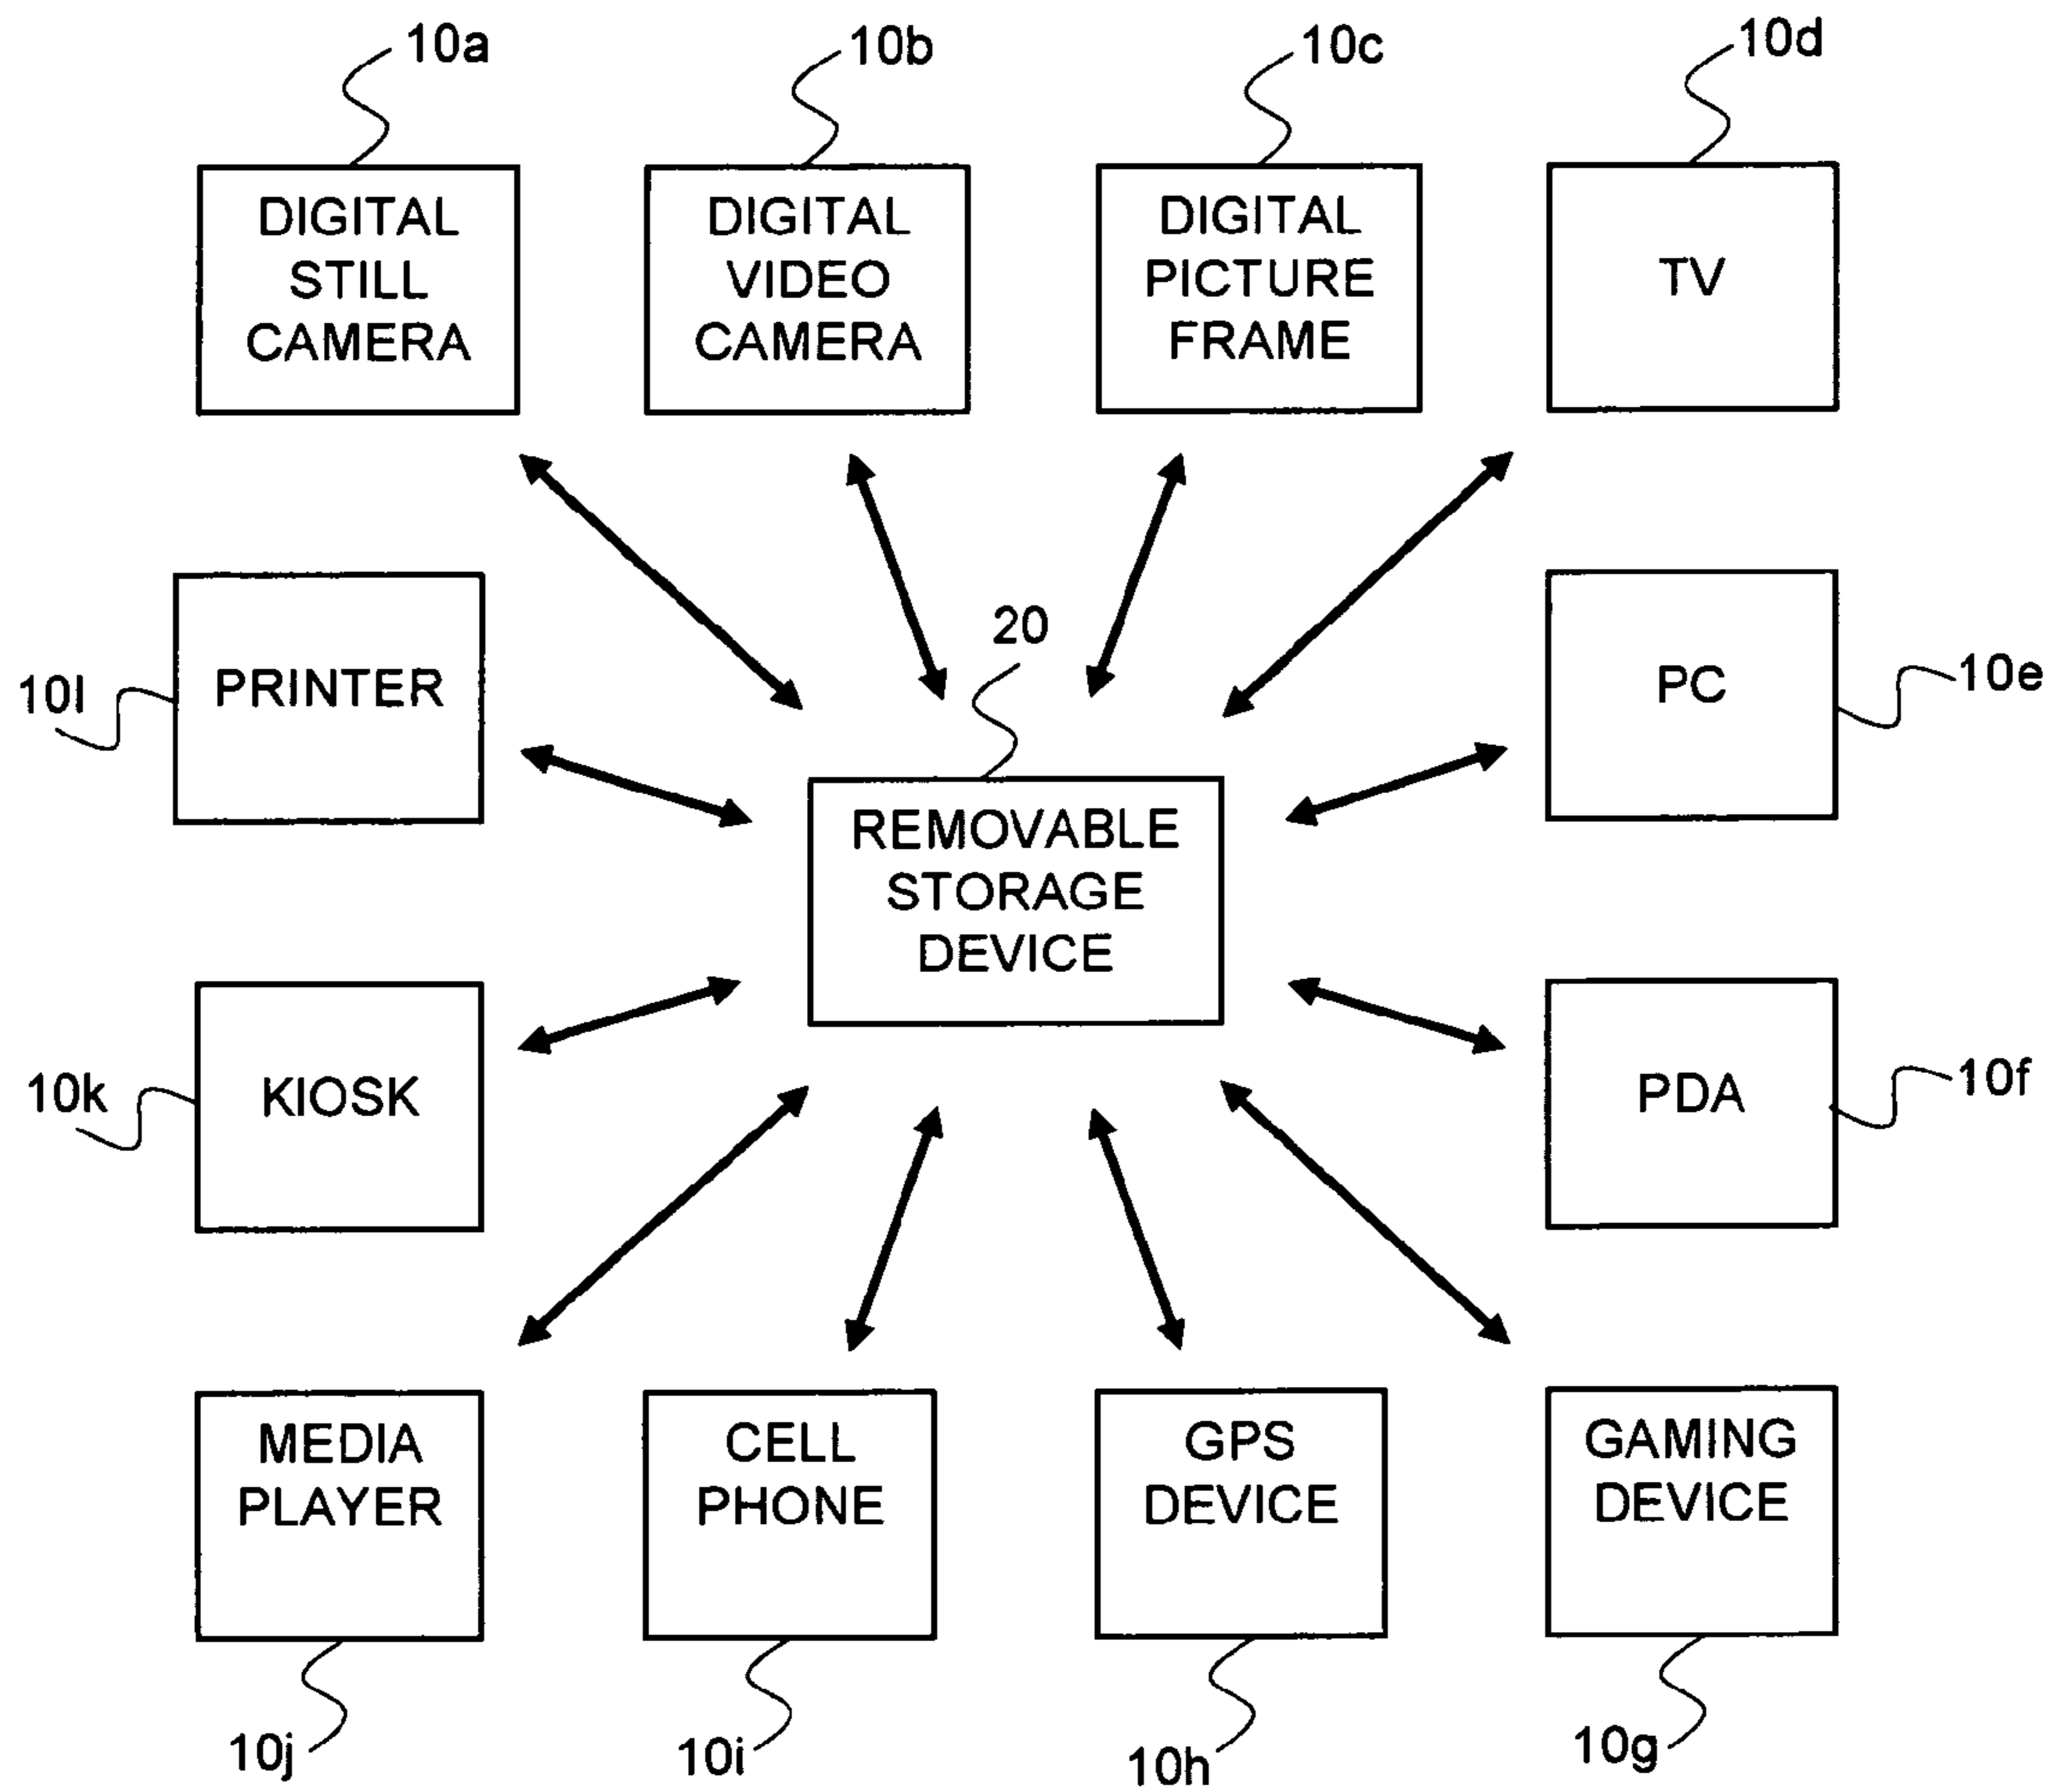 10a
10b
10c
10d
DIGITAL
STILL
CAMERA
DIGITAL
VIDEO
CAMERA
DIGITAL
PICTURE
FRAME
TV
20
10l
PRINTER
PC
10e
REMOVABLE
STORAGE
DEVICE
10k
KIOSK
PDA
10f
MEDIA
PLAYER
CELL
PHONE
GPS
DEVICE
GAMING
DEVICE
10j
10i
10h
10g